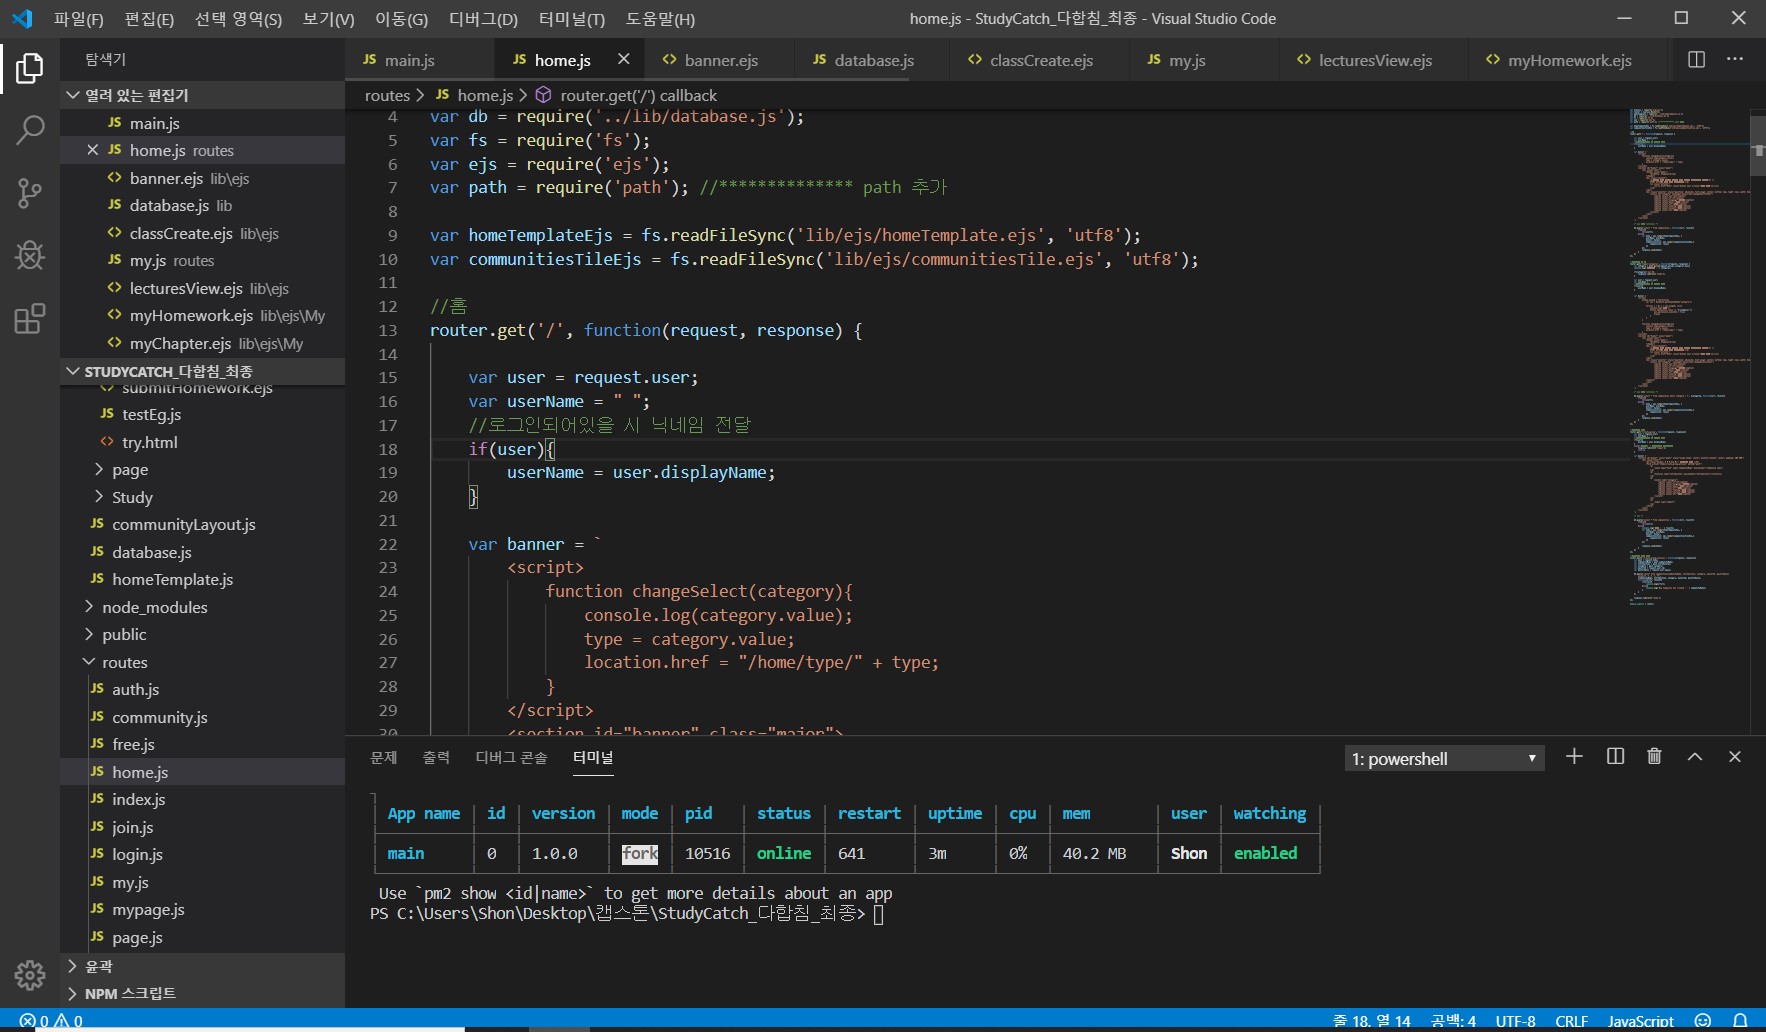 파일(F) 편집(E) 선택 영역(S) 보기(V) 이동(G) 디버그(D) 터미널(T) 도움말(H) home.js - StudyCatch_다합침_최종 - Visual Studio Code
탐색기
열려 있는 편집기
JS main.js
JS home.js routes
<> banner.ejs lib\ejs
JS database.js lib
<> classCreate.ejs lib\ejs
JS my.js routes
<> lecturesView.ejs lib\ejs
<> myHomework.ejs lib\ejs\My
<> myChapter.ejs lib\ejs\My
STUDYCATCH_다합침_최종
<> submitHomework.ejs
JS testEg.js
<> try.html
page
Study
JS communityLayout.js
JS database.js
JS homeTemplate.js
node_modules
public
routes
JS auth.js
JS community.js
JS free.js
JS home.js
JS index.js
JS join.js
JS login.js
JS my.js
JS mypage.js
JS page.js
윤곽
NPM 스크립트
JS main.js JS home.js <> banner.ejs JS database.js <> classCreate.ejs JS my.js <> lecturesView.ejs <> myHomework.ejs
routes > JS home.js > router.get('/') callback
4 var db = require('../lib/database.js');
5 var fs = require('fs');
6 var ejs = require('ejs');
7 var path = require('path'); //************** path 추가
8
9 var homeTemplateEjs = fs.readFileSync('lib/ejs/homeTemplate.ejs', 'utf8');
10 var communitiesTileEjs = fs.readFileSync('lib/ejs/communitiesTile.ejs', 'utf8');
11
12 //홈
13 router.get('/', function(request, response) {
14
15 var user = request.user;
16 var userName = " ";
17 //로그인되어있을 시 닉네임 전달
18 if(user){
19 userName = user.displayName;
20 }
21
22 var banner = `
23 <script>
24 function changeSelect(category){
25 console.log(category.value);
26 type = category.value;
27 location.href = "/home/type/" + type;
28 }
29 </script>
30 <section id="banner" class="major">
문제 출력 디버그 콘솔 터미널 1: powershell
App name id version mode pid status restart uptime cpu mem user watching
main 0 1.0.0 fork 10516 online 641 3m 0% 40.2 MB Shon enabled
Use `pm2 show <id|name>` to get more details about an app
PS C:\Users\Shon\Desktop\캡스톤\StudyCatch_다합침_최종>
0 0 줄 18, 열 14 공백: 4 UTF-8 CRLF JavaScript